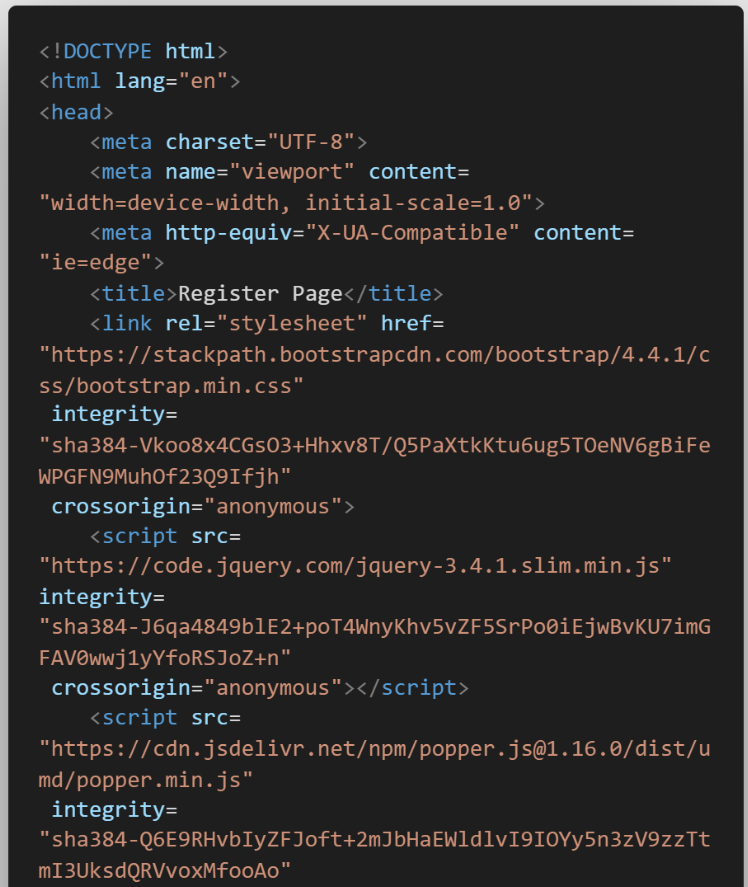 <!DOCTYPE html>
<html lang="en">
<head>
    <meta charset="UTF-8">
    <meta name="viewport" content=
"width=device-width, initial-scale=1.0">
    <meta http-equiv="X-UA-Compatible" content=
"ie=edge">
    <title>Register Page</title>
    <link rel="stylesheet" href=
"https://stackpath.bootstrapcdn.com/bootstrap/4.4.1/c
ss/bootstrap.min.css"
 integrity=
"sha384-Vkoo8x4CGsO3+Hhxv8T/Q5PaXtkKtu6ug5TOeNV6gBiFe
WPGFN9MuhOf23Q9Ifjh"
 crossorigin="anonymous">
    <script src=
"https://code.jquery.com/jquery-3.4.1.slim.min.js"
integrity=
"sha384-J6qa4849blE2+poT4WnyKhv5vZF5SrPo0iEjwBvKU7imG
FAV0wwj1yYfoRSJoZ+n"
 crossorigin="anonymous"></script>
    <script src=
"https://cdn.jsdelivr.net/npm/popper.js@1.16.0/dist/u
md/popper.min.js"
 integrity=
"sha384-Q6E9RHvbIyZFJoft+2mJbHaEWldlvI9IOYy5n3zV9zzTt
mI3UksdQRVvoxMfooAo"